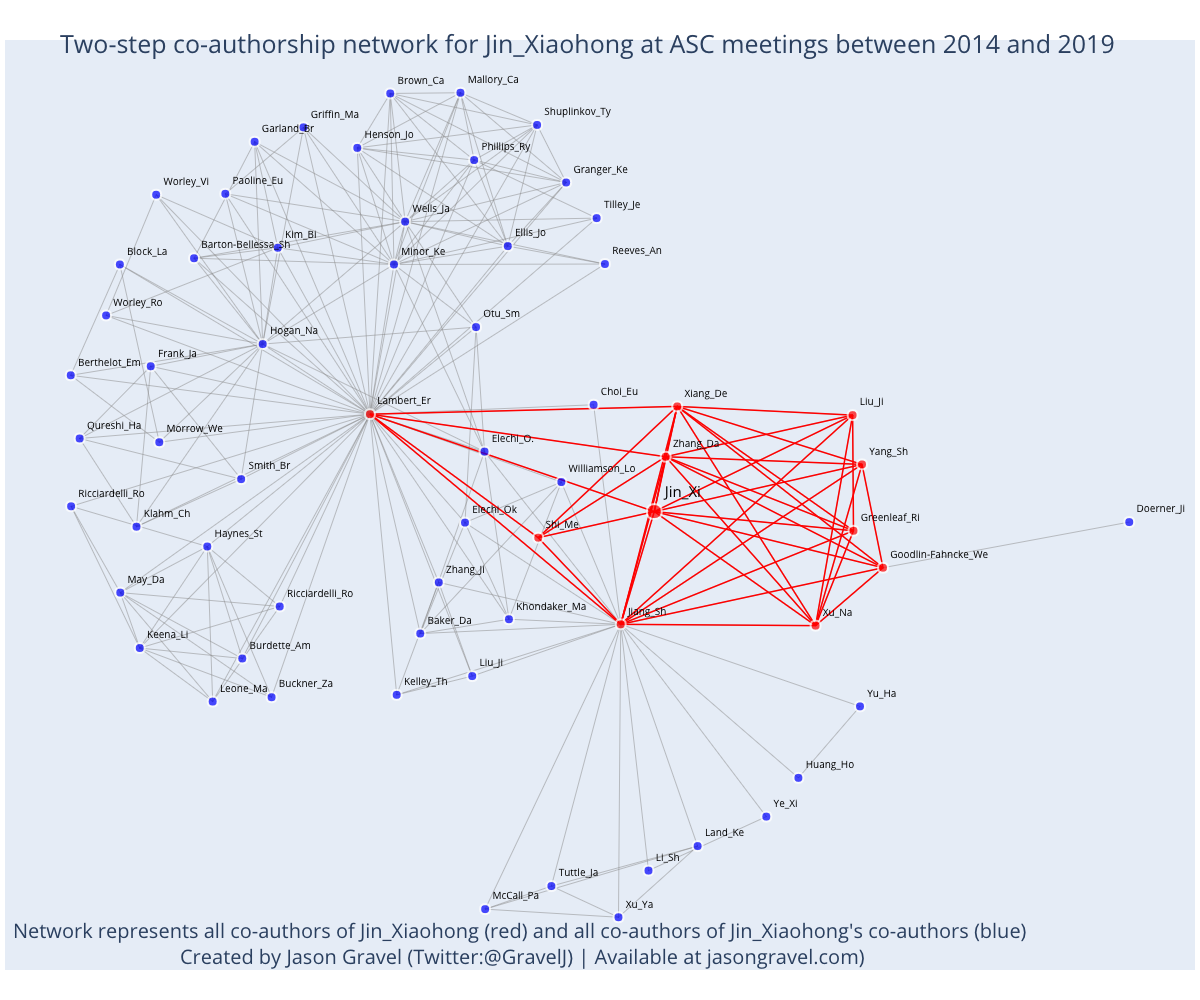 Two-step co-authorship network for Jin_Xiaohong at ASC meetings between 2014 and 2019
Brown_Ca
Mallory_Ca
Griffin_Ma
Shuplinkov_Ty
Garland_Br
Henson_Jo
Phillips_Ry
Granger_Ke
Worley_Vi
Paoline_Eu
Tilley_Je
Wells_Ja
Kim_Bi
Ellis_Jo
Barton-Bellessa_Sh
Block_La
Minor_Ke
Reeves_An
Worley_Ro
Otu_Sm
Hogan_Na
Frank_Ja
Berthelot_Em
Lambert_Er
Choi_Eu
Xiang_De
Liu_Ji
Qureshi_Ha
Morrow_We
Elechi_O.
Zhang_Da
Yang_Sh
Smith_Br
Williamson_Lo
Jin_Xi
Ricciardelli_Ro
Klahm_Ch
Elechi_Ok
Shi_Me
Greenleaf_Ri
Doerner_Ji
Haynes_St
Goodlin-Fahncke_We
Zhang_Ji
May_Da
Ricciardelli_Ro
Khondaker_Ma
Jiang_Sh
Xu_Na
Baker_Da
Keena_Li
Burdette_Am
Liu_Ji
Leone_Ma
Buckner_Za
Kelley_Th
Yu_Ha
Huang_Ho
Ye_Xi
Land_Ke
Li_Sh
Tuttle_Ja
McCall_Pa
Xu_Ya
Network represents all co-authors of Jin_Xiaohong (red) and all co-authors of Jin_Xiaohong's co-authors (blue)
Created by Jason Gravel (Twitter:@GravelJ) | Available at jasongravel.com)